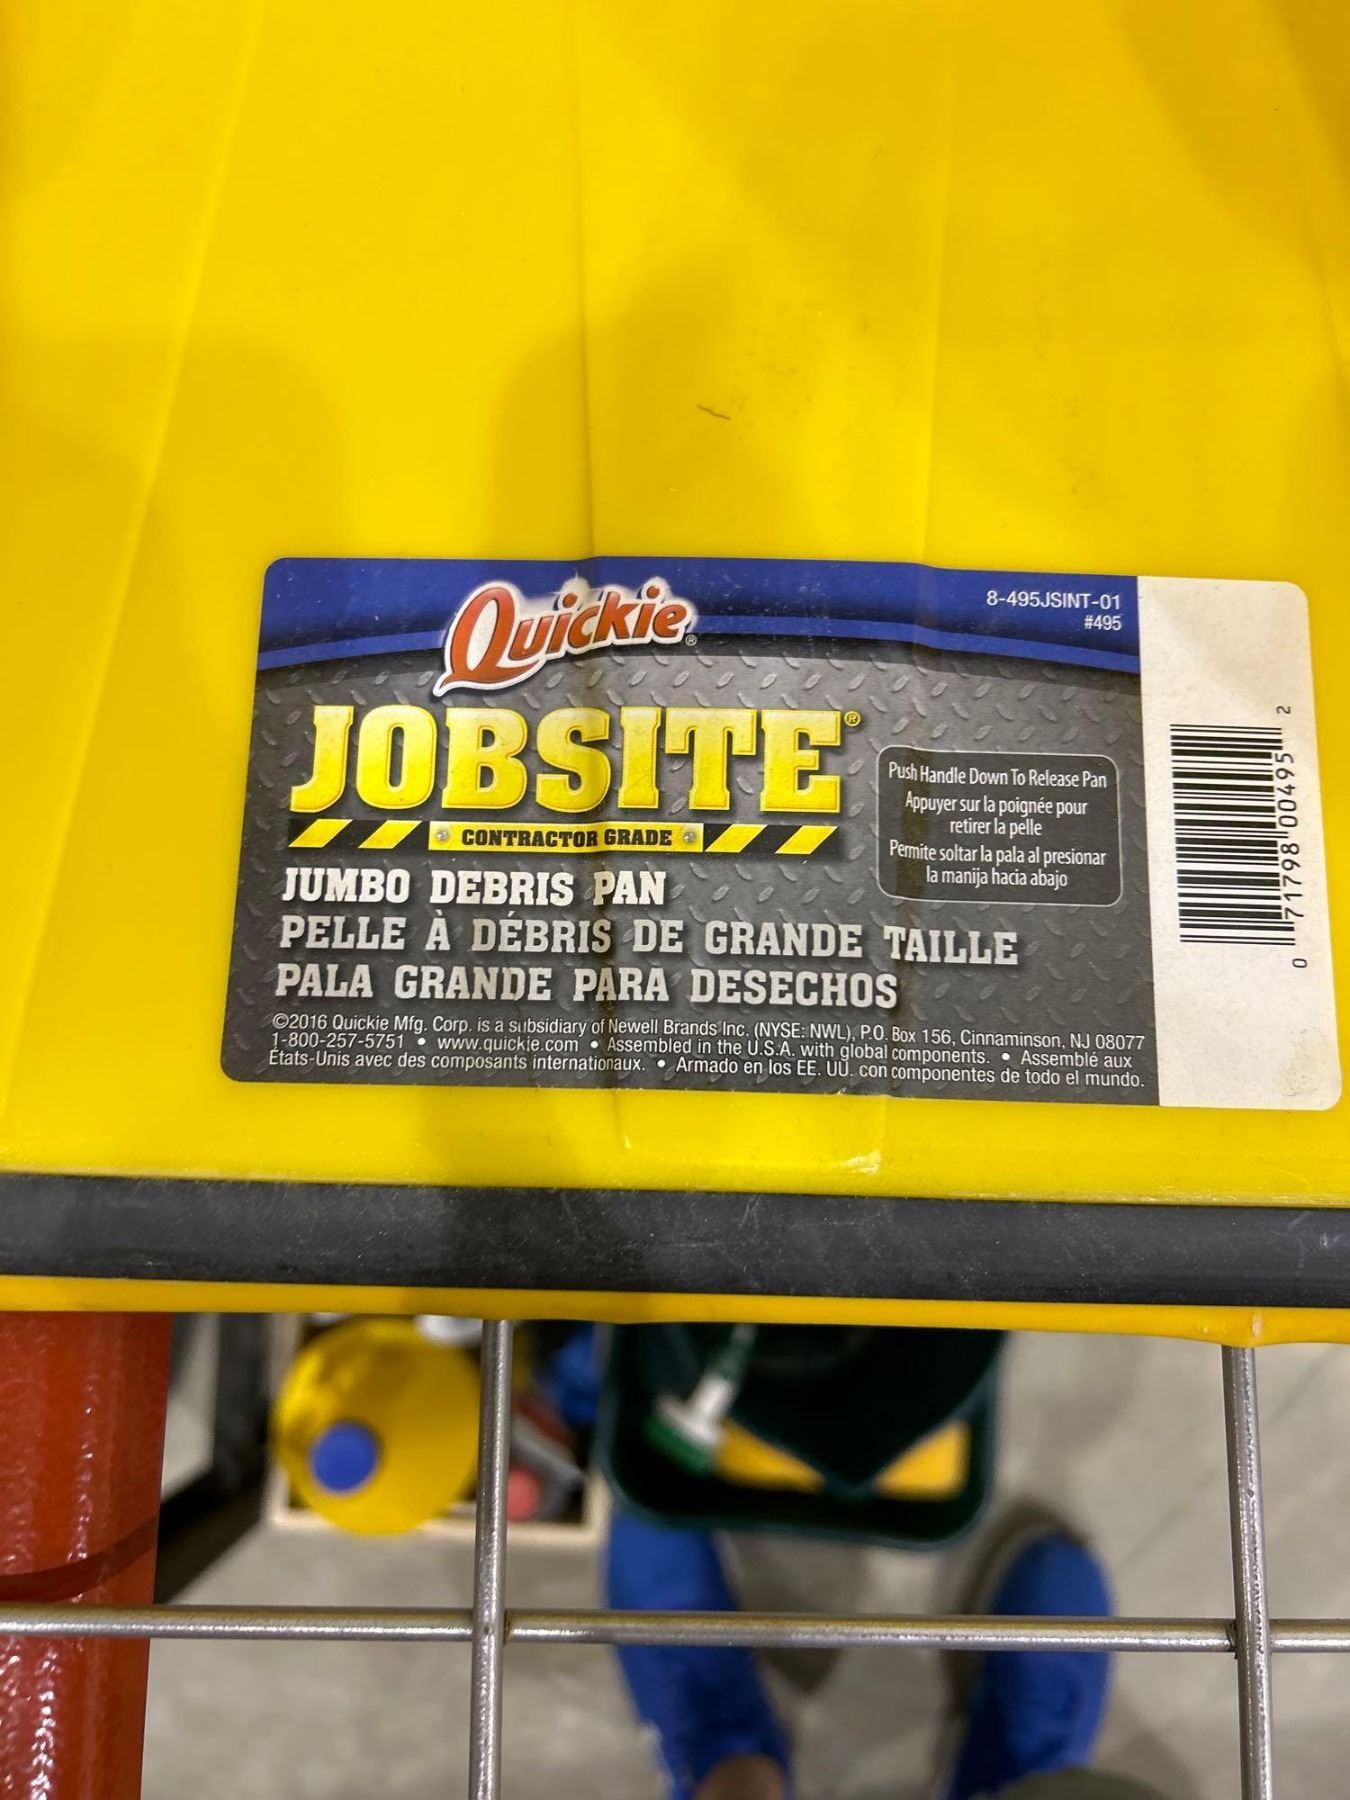 Quickie®
8-495JSINT-01
#495
JOBSITE®
CONTRACTOR GRADE
Push Handle Down To Release Pan
Appuyer sur la poignée pour
retirer la pelle
Permite soltar la pala al presionar
la manija hacia abajo
JUMBO DEBRIS PAN
PELLE À DÉBRIS DE GRANDE TAILLE
PALA GRANDE PARA DESECHOS
©2016 Quickie Mfg. Corp. is a subsidiary of Newell Brands Inc. (NYSE: NWL), P.O. Box 156, Cinnaminson, NJ 08077
1-800-257-5751 • www.quickie.com • Assembled in the U.S.A. with global components. • Assemblé aux
États-Unis avec des composants internationaux. • Armado en los EE. UU. con componentes de todo el mundo.
0 71798 00495 2